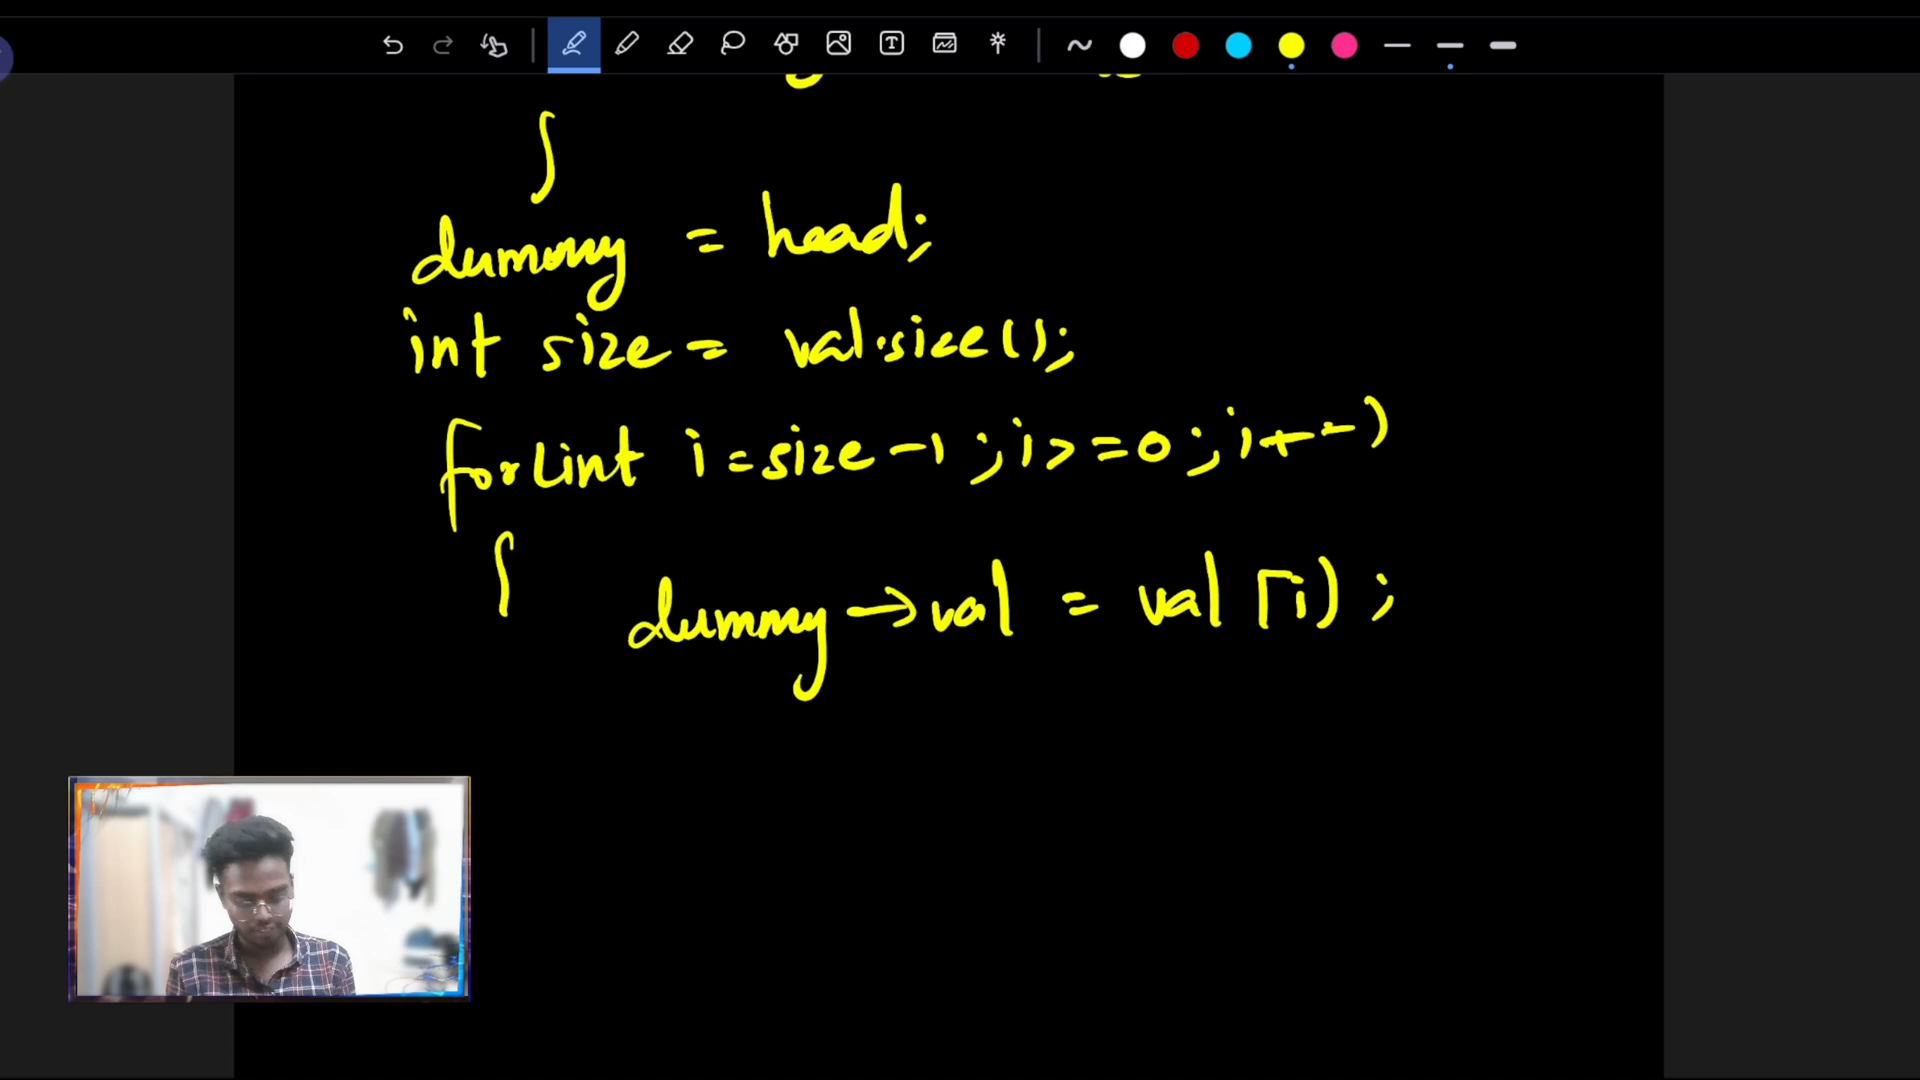 }
dummy = head;
int size = val.size();
for(int i=size-1;i>=0;i+--)
{
dummy→val = val[i);